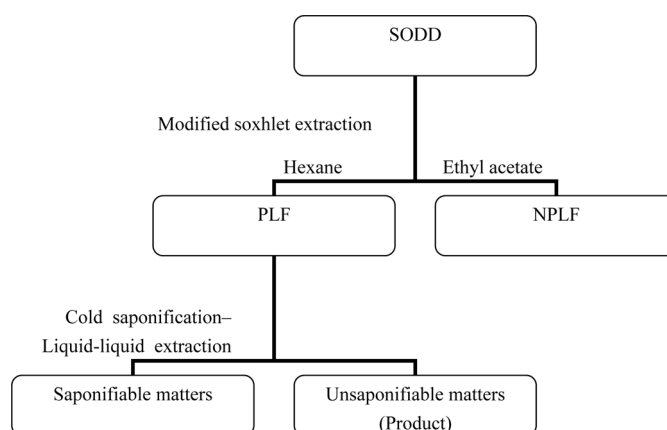 SODD
Modified soxhlet extraction
Hexane
Ethyl acetate
PLF
NPLF
Cold saponification–
Liquid-liquid extraction
Saponifiable matters
Unsaponifiable matters
(Product)